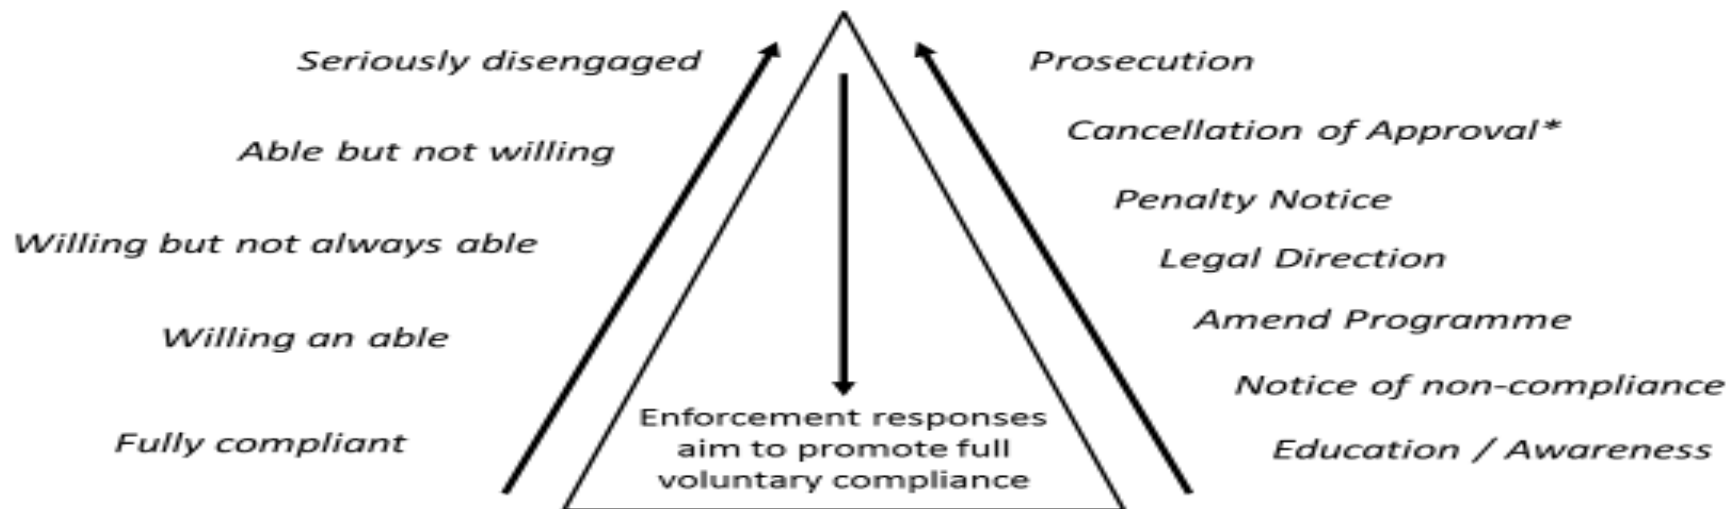 Seriously disengaged
Able but not willing
Willing but not always able
Willing an able
Fully compliant
Enforcement responses
aim to promote full
voluntary compliance
Prosecution
Cancellation of Approval*
Penalty Notice
Legal Direction
Amend Programme
Notice of non-compliance
Education / Awareness